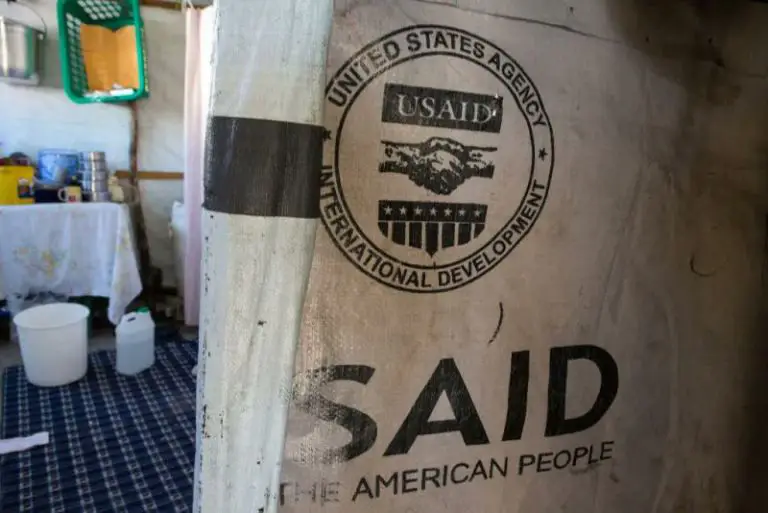 UNITED STATES AGENCY
USAID
INTERNATIONAL DEVELOPMENT
SAID
THE AMERICAN PEOPLE